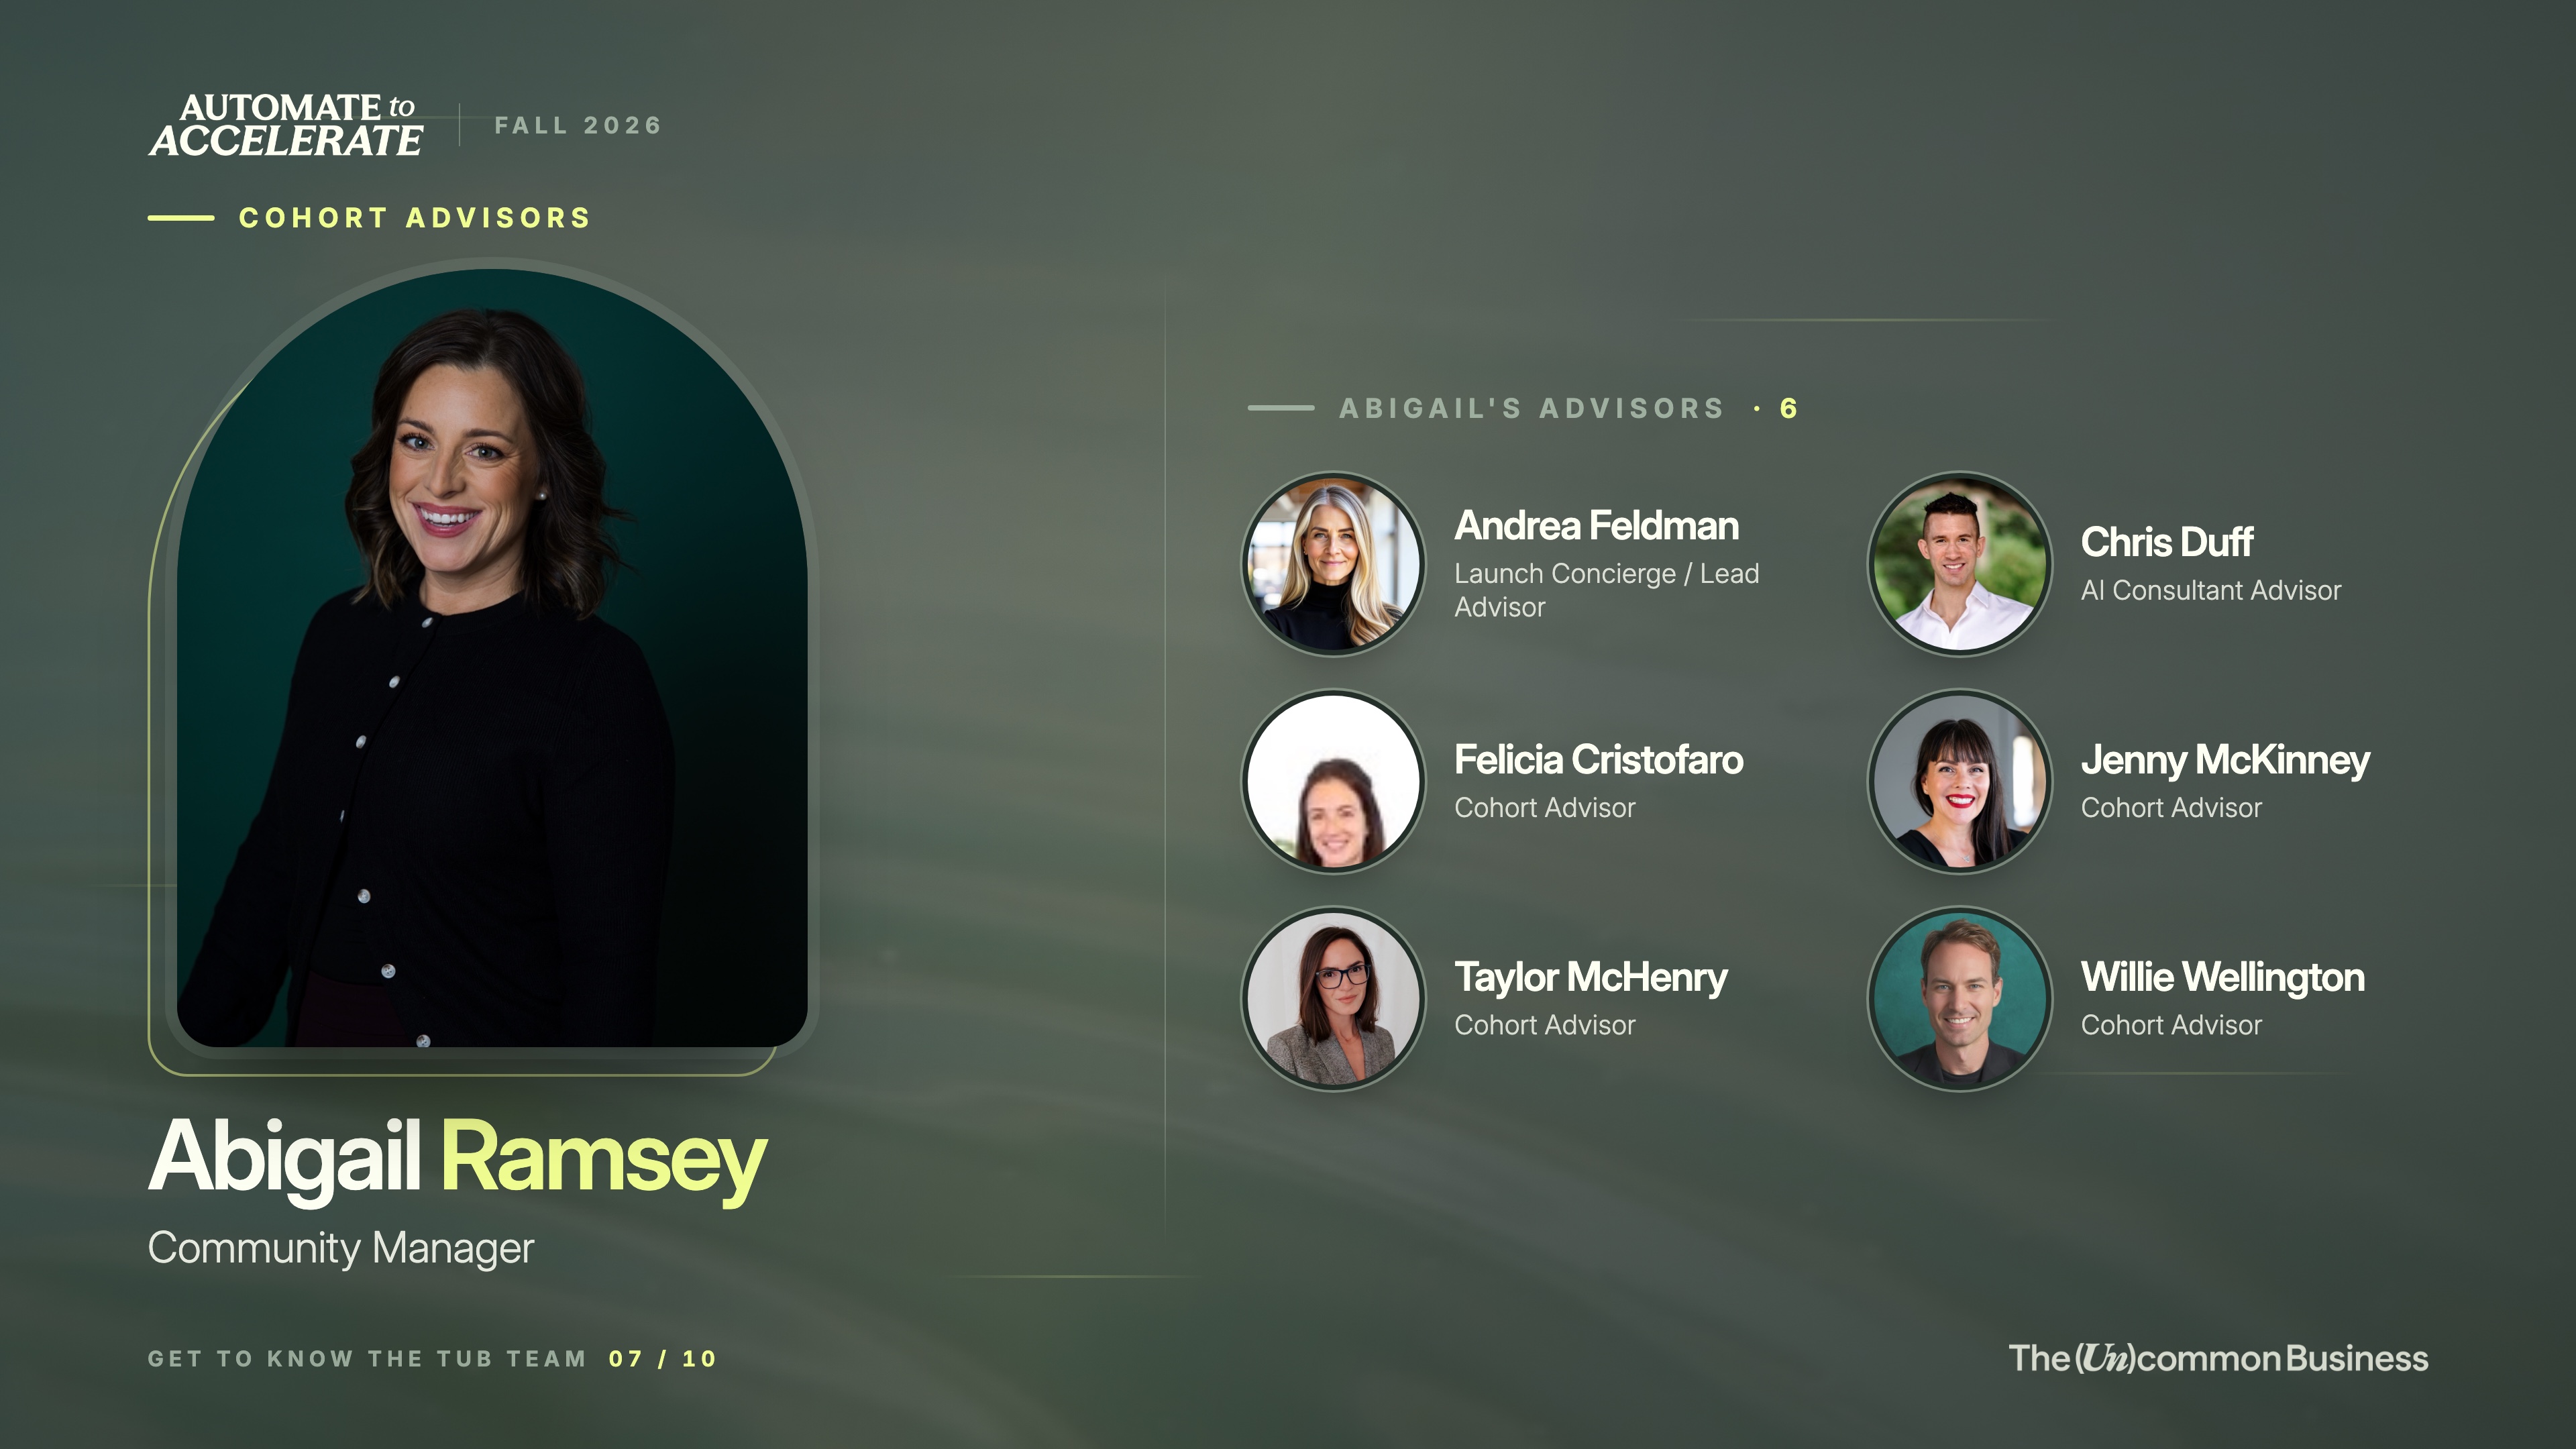 AUTOMATE to
ACCELERATE
FALL 2026
COHORT ADVISORS
Abigail Ramsey
Community Manager
ABIGAIL'S ADVISORS · 6
Andrea Feldman
Launch Concierge / Lead
Advisor
Chris Duff
AI Consultant Advisor
Felicia Cristofaro
Cohort Advisor
Jenny McKinney
Cohort Advisor
Taylor McHenry
Cohort Advisor
Willie Wellington
Cohort Advisor
GET TO KNOW THE TUB TEAM 07 / 10
The (Un)common Business